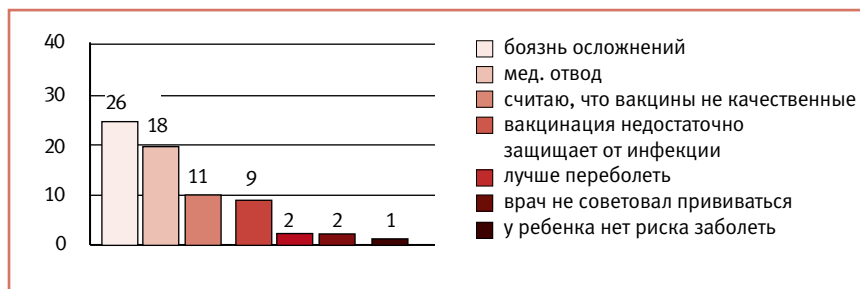 40
30
20
10
0
26
18
11
9
2
2
1
боязнь осложнений
мед. отвод
считаю, что вакцины не качественные
вакцинация недостаточно
защищает от инфекции
лучше переболеть
врач не советовал прививаться
у ребенка нет риска заболеть